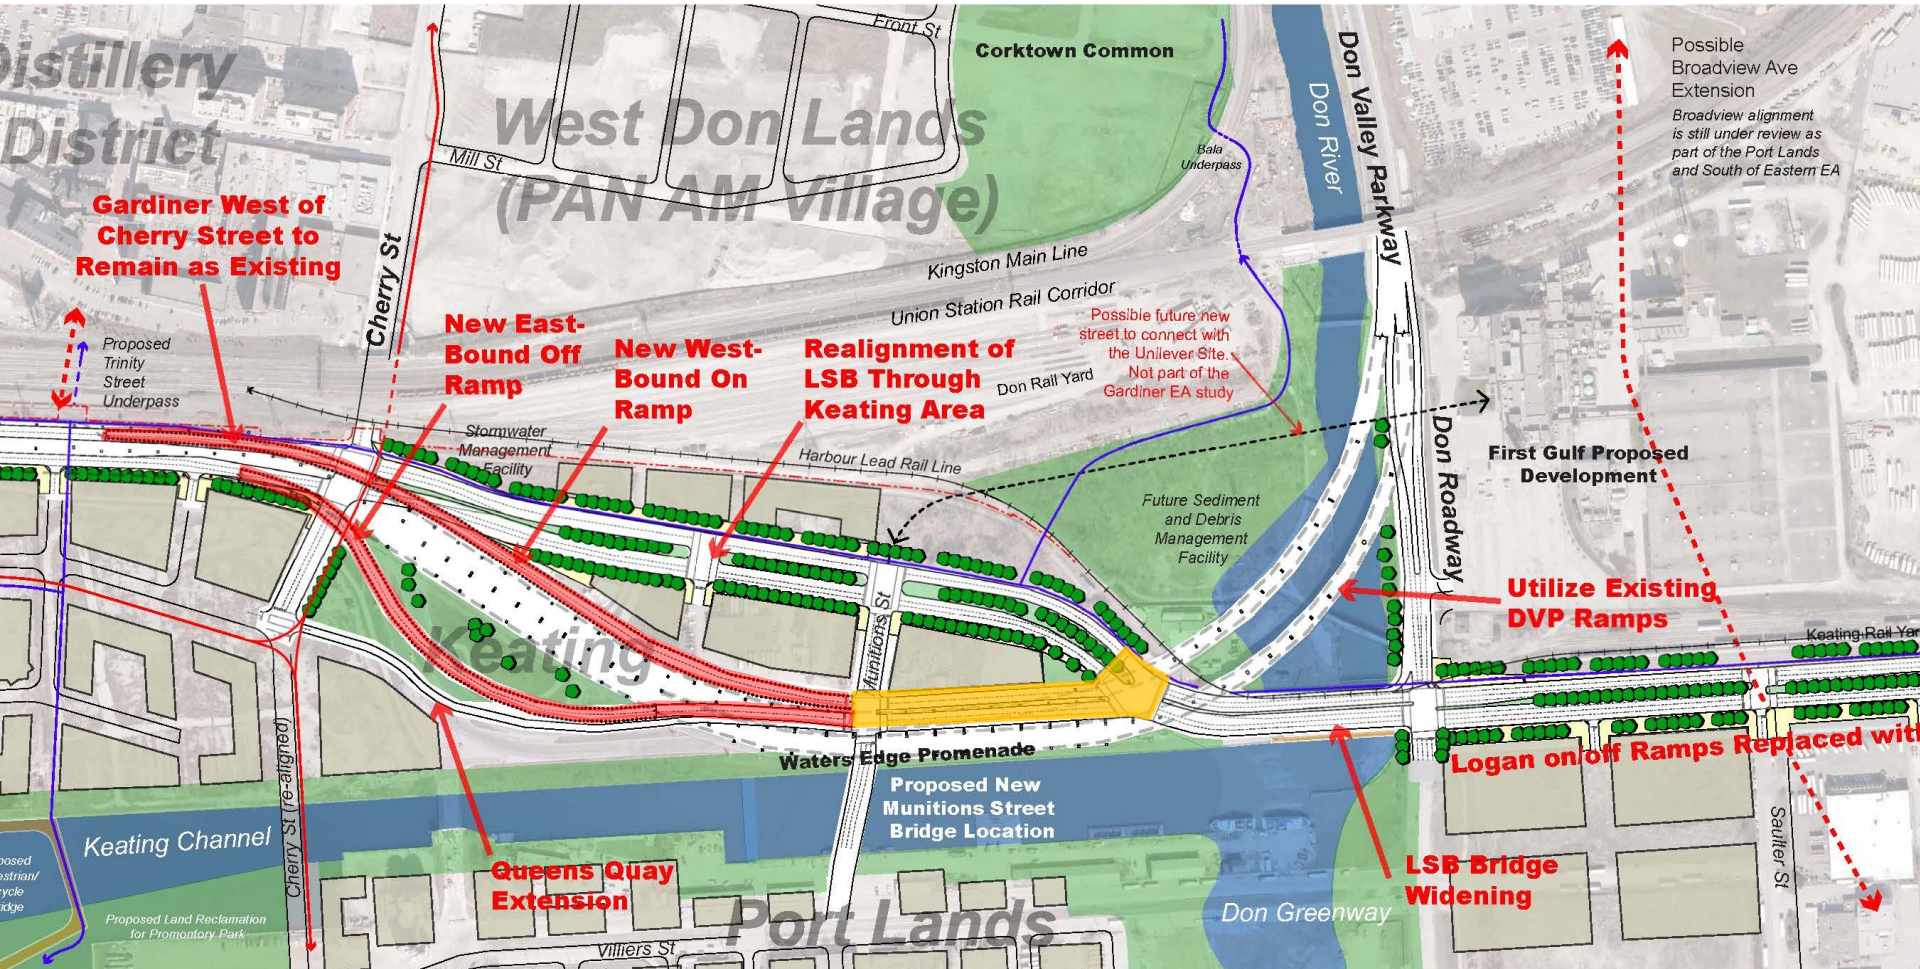 Distillery
District
Front St
Corktown Common
Don Valley Parkway
Don River
Possible
Broadview Ave
Extension
Broadview alignment
is still under review as
part of the Port Lands
and South of Eastern EA
West Don Lands
(PAN AM Village)
Mill St
Bala
Underpass
Gardiner West of
Cherry Street to
Remain as Existing
Cherry St
Kingston Main Line
Union Station Rail Corridor
Possible future new
street to connect with
the Unilever Site.
Not part of the
Gardiner EA study
New East-
Bound Off
Ramp
New West-
Bound On
Ramp
Realignment of
LSB Through
Keating Area
Don Rail Yard
Proposed
Trinity
Street
Underpass
Stormwater
Management
Facility
Harbour Lead Rail Line
Don Roadway
First Gulf Proposed
Development
Future Sediment
and Debris
Management
Facility
Utilize Existing
DVP Ramps
Munitions St
Keating
Keating Rail Yar
Waters Edge Promenade
Logan on/off Ramps Replaced with
Proposed New
Munitions Street
Bridge Location
Cherry St (re-aligned)
Keating Channel
Queens Quay
Extension
LSB Bridge
Widening
Saulter St
posed
estrian/
cycle
idge
Proposed Land Reclamation
for Promontory Park
Port Lands
Don Greenway
Villiers St